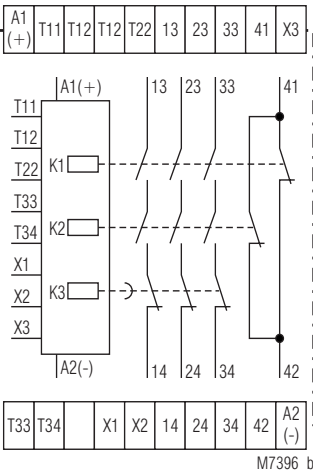 A1 (+) T11 T12 T12 T22 13 23 33 41 X3
A1(+) 13 23 33 41
T11
T12
T22
K1
T33
T34
K2
X1
X2
K3
X3
A2(-) 14 24 34 42
T33 T34 X1 X2 14 24 34 42 A2 (-)
M7396 b